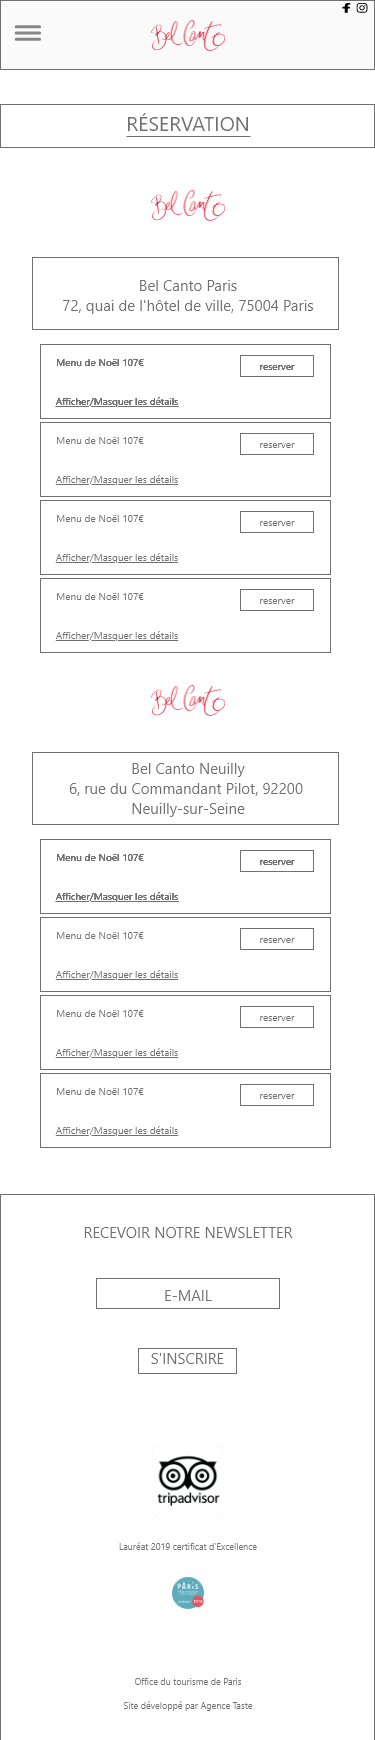 Bel Canto
RÉSERVATION
Bel Canto
Bel Canto Paris
72, quai de l'hôtel de ville, 75004 Paris
Menu de Noël 107€
reserver
Afficher/Masquer les détails
Menu de Noël 107€
reserver
Afficher/Masquer les détails
Menu de Noël 107€
reserver
Afficher/Masquer les détails
Menu de Noël 107€
reserver
Afficher/Masquer les détails
Bel Canto
Bel Canto Neuilly
6, rue du Commandant Pilot, 92200
Neuilly-sur-Seine
Menu de Noël 107€
reserver
Afficher/Masquer les détails
Menu de Noël 107€
reserver
Afficher/Masquer les détails
Menu de Noël 107€
reserver
Afficher/Masquer les détails
Menu de Noël 107€
reserver
Afficher/Masquer les détails
RECEVOIR NOTRE NEWSLETTER
E-MAIL
S'INSCRIRE
tripadvisor
Lauréat 2019 certificat d'Excellence
PARIS
Office du tourisme de Paris
Site développé par Agence Taste